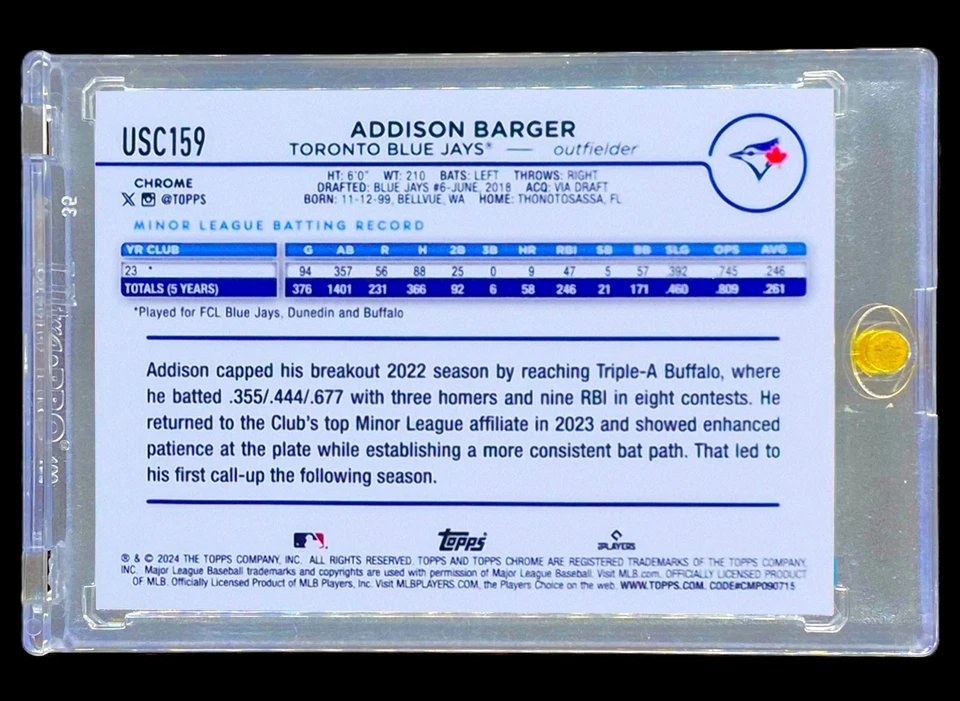 USC159
ADDISON BARGER
TORONTO BLUE JAYS® — outfielder
CHROME
@TOPPS
HT: 6'0" WT: 210 BATS: LEFT THROWS: RIGHT
DRAFTED: BLUE JAYS #6-JUNE, 2018 ACQ: VIA DRAFT
BORN: 11-12-99, BELLVUE, WA HOME: THONOTOSASSA, FL
MINOR LEAGUE BATTING RECORD
YR CLUB G AB R H 2B 3B HR RBI SB BB SLG OPS AVG
23 * 94 357 56 88 25 0 9 47 5 57 .392 .745 .246
TOTALS (5 YEARS) 376 1401 231 366 92 6 58 246 21 171 .460 .809 .261
*Played for FCL Blue Jays, Dunedin and Buffalo
Addison capped his breakout 2022 season by reaching Triple-A Buffalo, where
he batted .355/.444/.677 with three homers and nine RBI in eight contests. He
returned to the Club's top Minor League affiliate in 2023 and showed enhanced
patience at the plate while establishing a more consistent bat path. That led to
his first call-up the following season.
Topps
PLAYERS
® & © 2024 THE TOPPS COMPANY, INC. ALL RIGHTS RESERVED. TOPPS AND TOPPS CHROME ARE REGISTERED TRADEMARKS OF THE TOPPS COMPANY,
INC. Major League Baseball trademarks and copyrights are used with permission of Major League Baseball. Visit MLB.com. OFFICIALLY LICENSED PRODUCT
OF MLB. Officially Licensed Product of MLB Players, Inc. Visit MLBPLAYERS.COM, the Players Choice on the web. WWW.TOPPS.COM. CODE#CMP090715
35